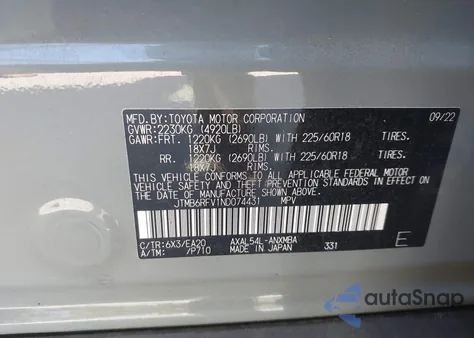 MFD.BY: TOYOTA MOTOR CORPORATION 09/22
GVWR: 2230KG (4920LB)
GAWR: FRT. 1220KG (2690LB) WITH 225/60R18 TIRES.
18X7J RIMS.
RR. 1220KG (2690LB) WITH 225/60R18 TIRES.
18X7J RIMS.
THIS VEHICLE CONFORMS TO ALL APPLICABLE FEDERAL MOTOR
VEHICLE SAFETY AND THEFT PREVENTION STANDARDS IN EFFECT ON
THE DATE OF MANUFACTURE SHOWN ABOVE.
JTMB6RFV1ND074431 MPV
C/TR: 6X3/EA20 AXAL54L-ANXMBA E
A/TM: /P710 MADE IN JAPAN 331
autoSnap